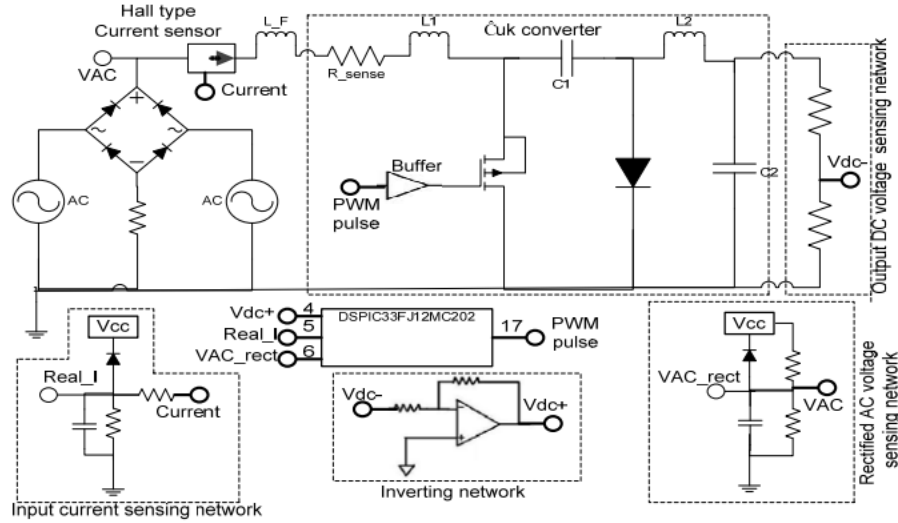 Hall type
Current sensor
L_F
L1
Ĉuk converter
L2
VAC
Current
R_sense
C1
+
~
~
−
AC
AC
Buffer
PWM
pulse
C2
Vdc-
Output DC voltage
sensing network
Vdc+
4
Real_I
5
VAC_rect
6
DSPIC33FJ12MC202
17
PWM
pulse
Vcc
Real_I
Current
Input current sensing network
Vdc-
−
+
Vdc+
Inverting network
Vcc
VAC_rect
VAC
Rectified AC voltage
sensing network